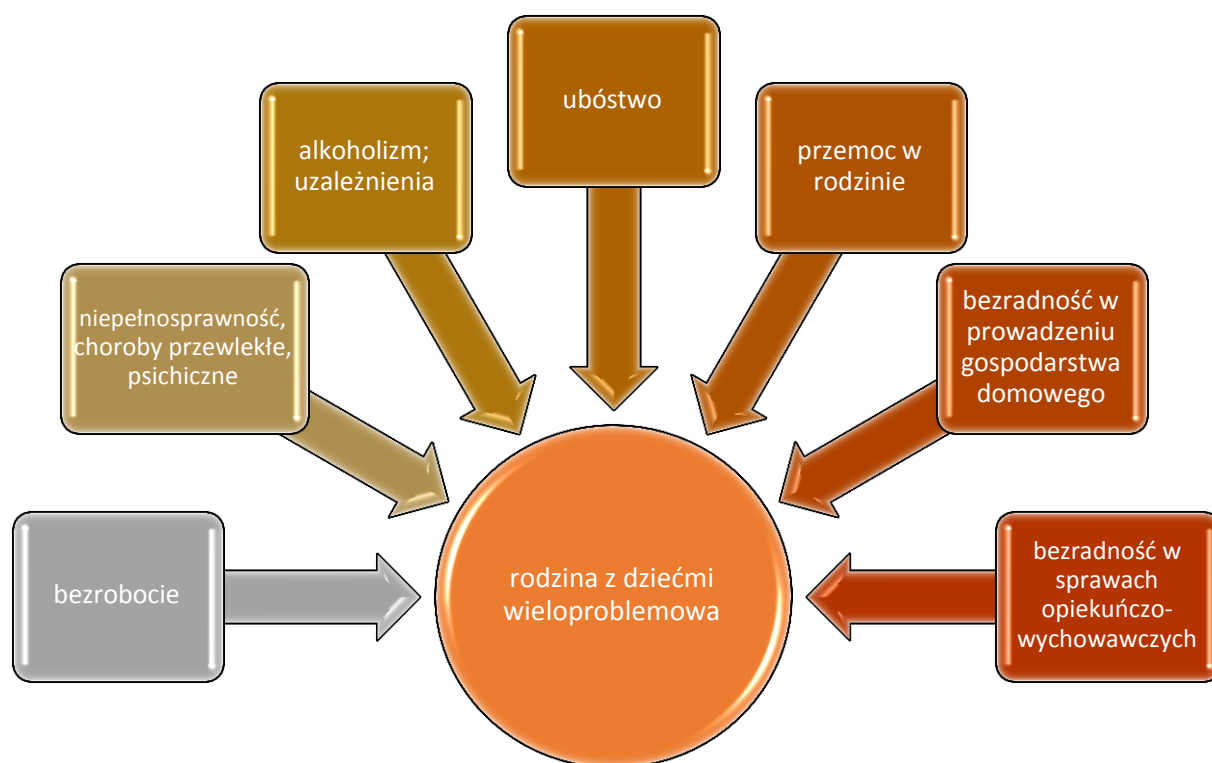 ubóstwo
alkoholizm;
uzależnienia
przemoc w
rodzinie
niepełnosprawność,
choroby przewlekłe,
psichiczne
bezradność w
prowadzeniu
gospodarstwa
domowego
bezrobocie
rodzina z dziećmi
wieloproblemowa
bezradność w
sprawach
opiekuńczo-
wychowawczych